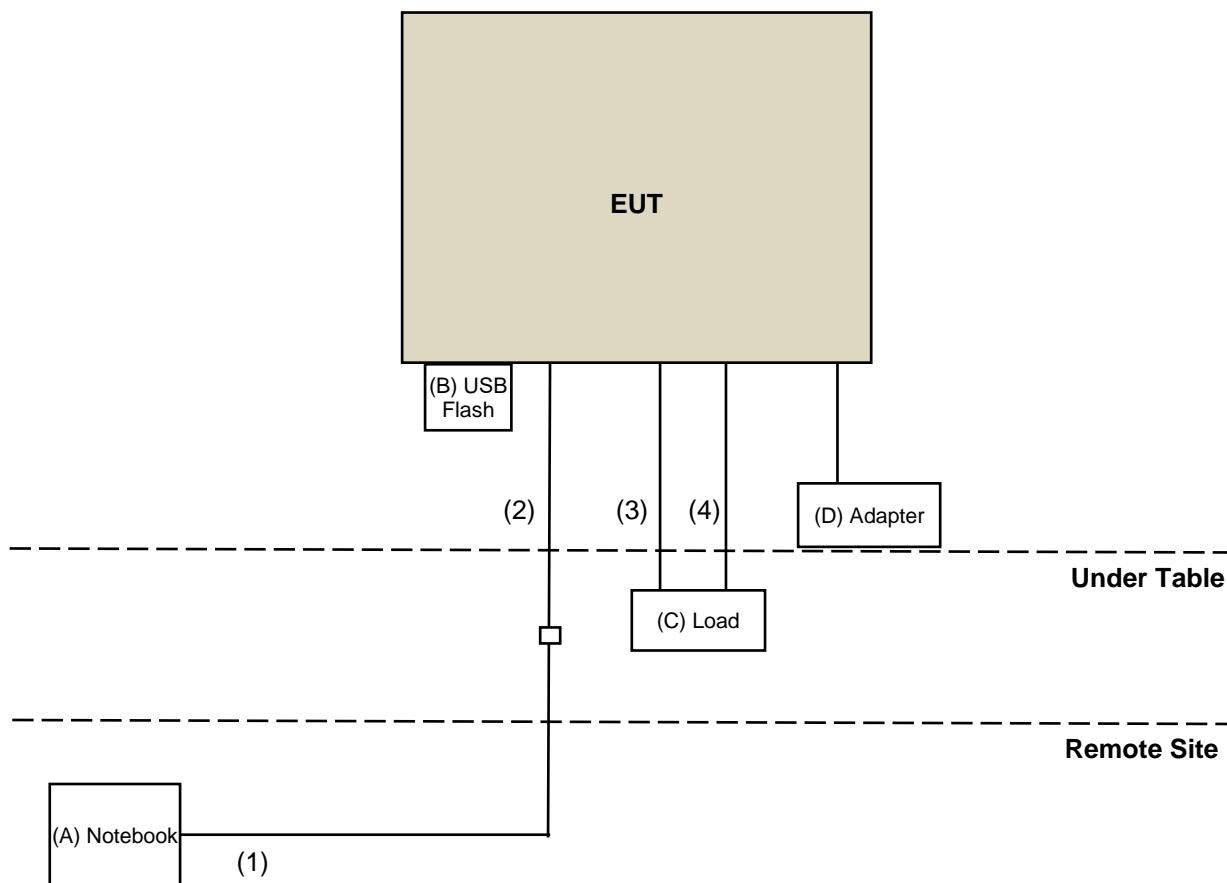 EUT
(B) USB
Flash
(2)
(3)
(4)
(D) Adapter
Under Table
(C) Load
Remote Site
(A) Notebook
(1)